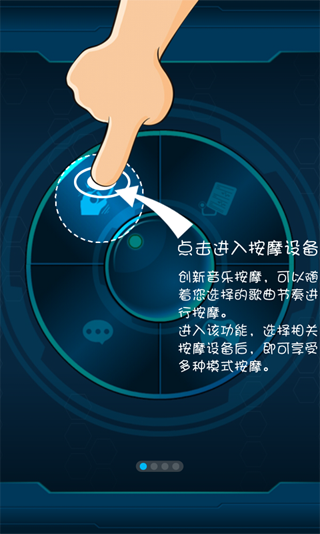 点击进入按摩设备
创新音乐按摩，可以随
着您选择的歌曲节奏进
行按摩。
进入该功能，选择相关
按摩设备后，即可享受
多种模式按摩。